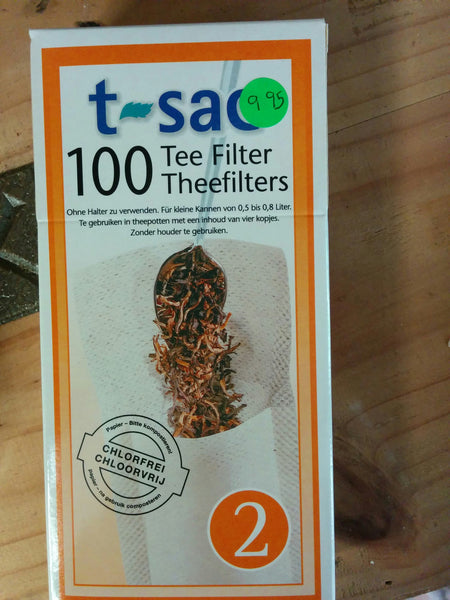 t-sac
9 95
100 Tee Filter
Theefilters
Ohne Halter zu verwenden. Für kleine Kannen von 0,5 bis 0,8 Liter.
Te gebruiken in theepotten met een inhoud van vier kopjes.
Zonder houder te gebruiken.
Papier – Bitte kompostieren!
CHLORFREI
CHLOORVRIJ
papier – na gebruik composteren
2